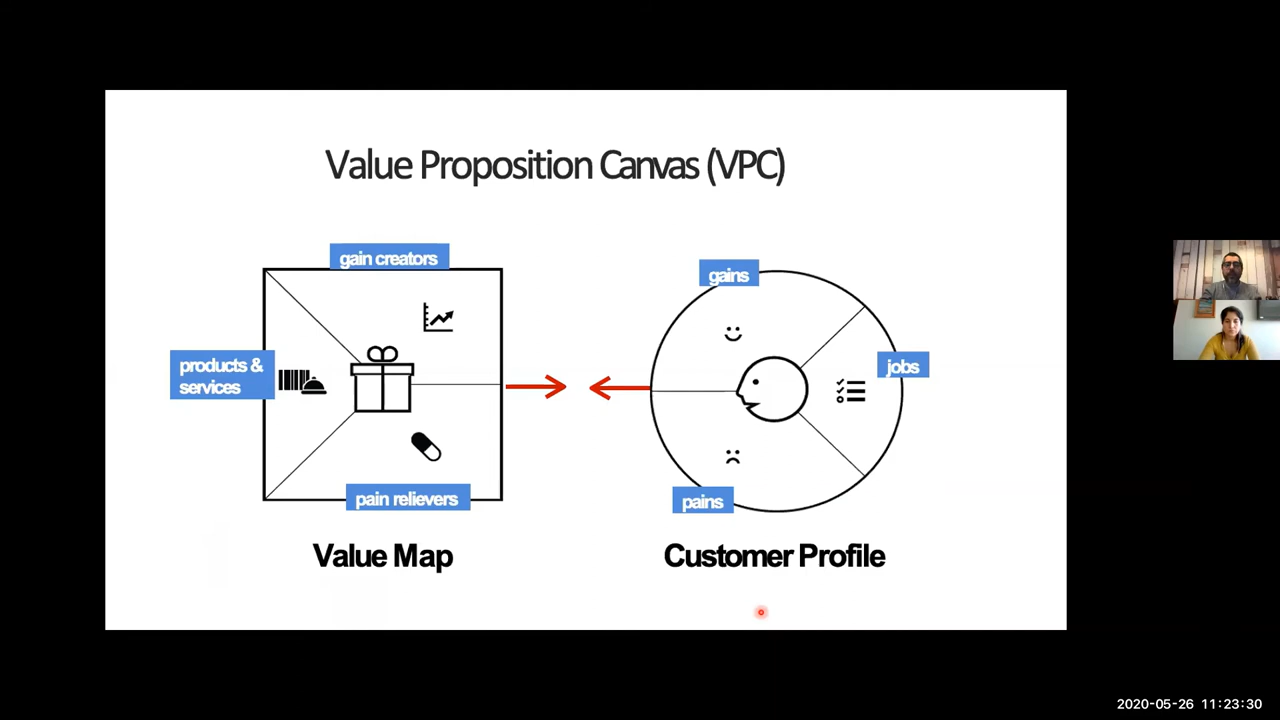 Value Proposition Canvas (VPC)
gain creators
products &
services
pain relievers
Value Map
gains
jobs
pains
Customer Profile
2020-05-26 11:23:30